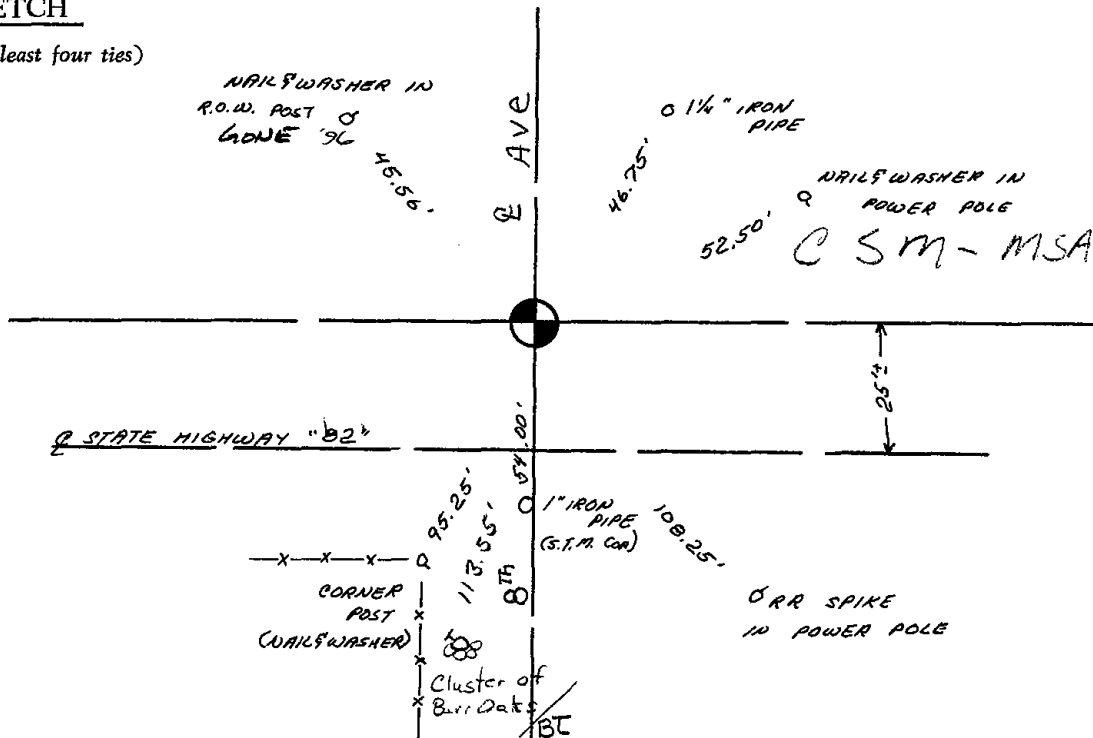 ETCH
least four ties)
NAIL & WASHER IN
R.O.W. POST
GONE '96
45.56'
℄ Ave
1¼" IRON
PIPE
46.75'
NAIL & WASHER IN
POWER POLE
52.50'
CSM - MSA
25'±
℄ STATE HIGHWAY "82"
54.00'
95.25'
113.55'
1" IRON
PIPE
(S.T.M. COR)
108.25'
8TH
CORNER
POST
(NAIL & WASHER)
RR SPIKE
IN POWER POLE
Cluster of
Burr Oaks
BT